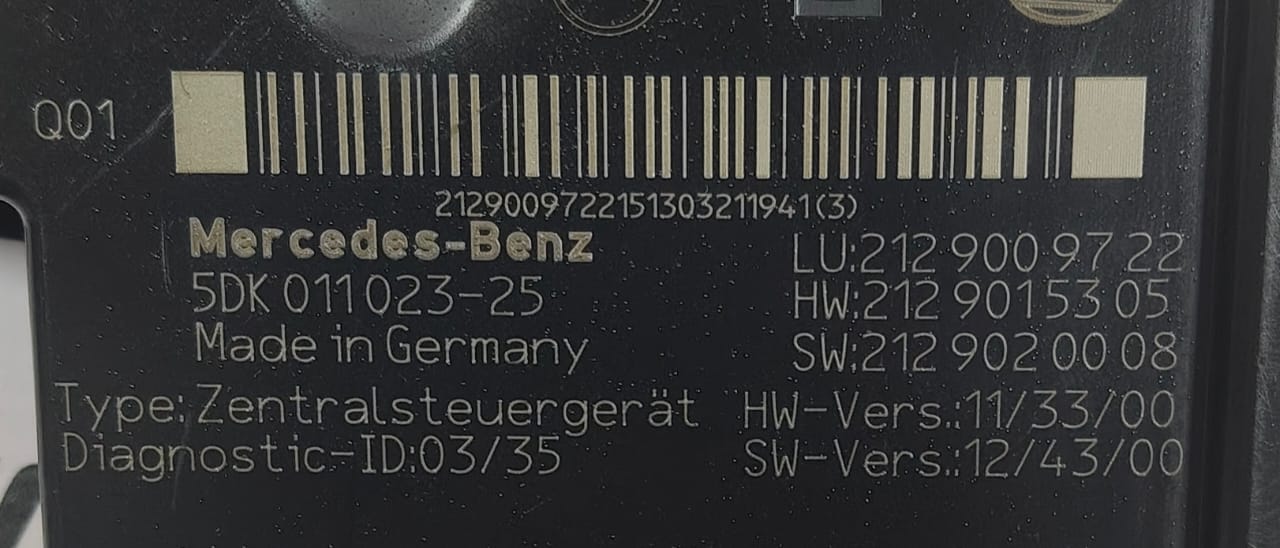 Q01
21290097221513032​11941(3)
Mercedes-Benz
5DK 011 023-25
Made in Germany
LU:212 900 97 22
HW:212 901 53 05
SW:212 902 00 08
Type:Zentralsteuergerät
Diagnostic-ID:03/35
HW-Vers.:11/33/00
SW-Vers.:12/43/00